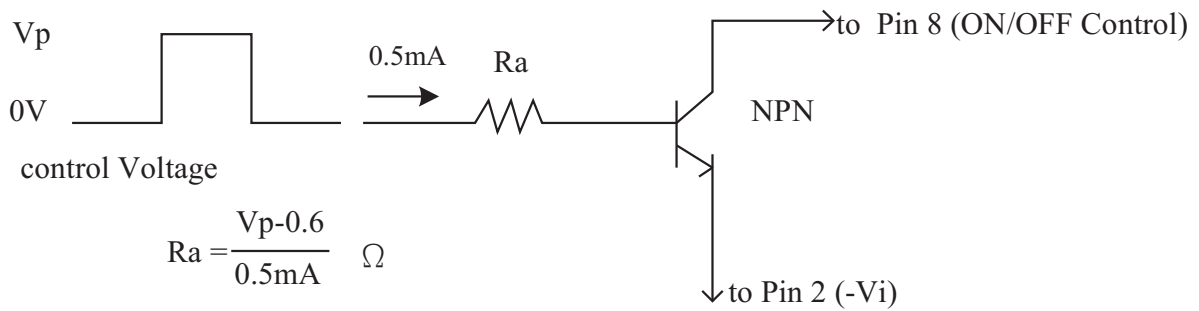 to Pin 8 (ON/OFF Control)
Vp
0.5mA
Ra
0V
NPN
control Voltage
Ra = Vp-0.6
0.5mA
Ω
to Pin 2 (-Vi)